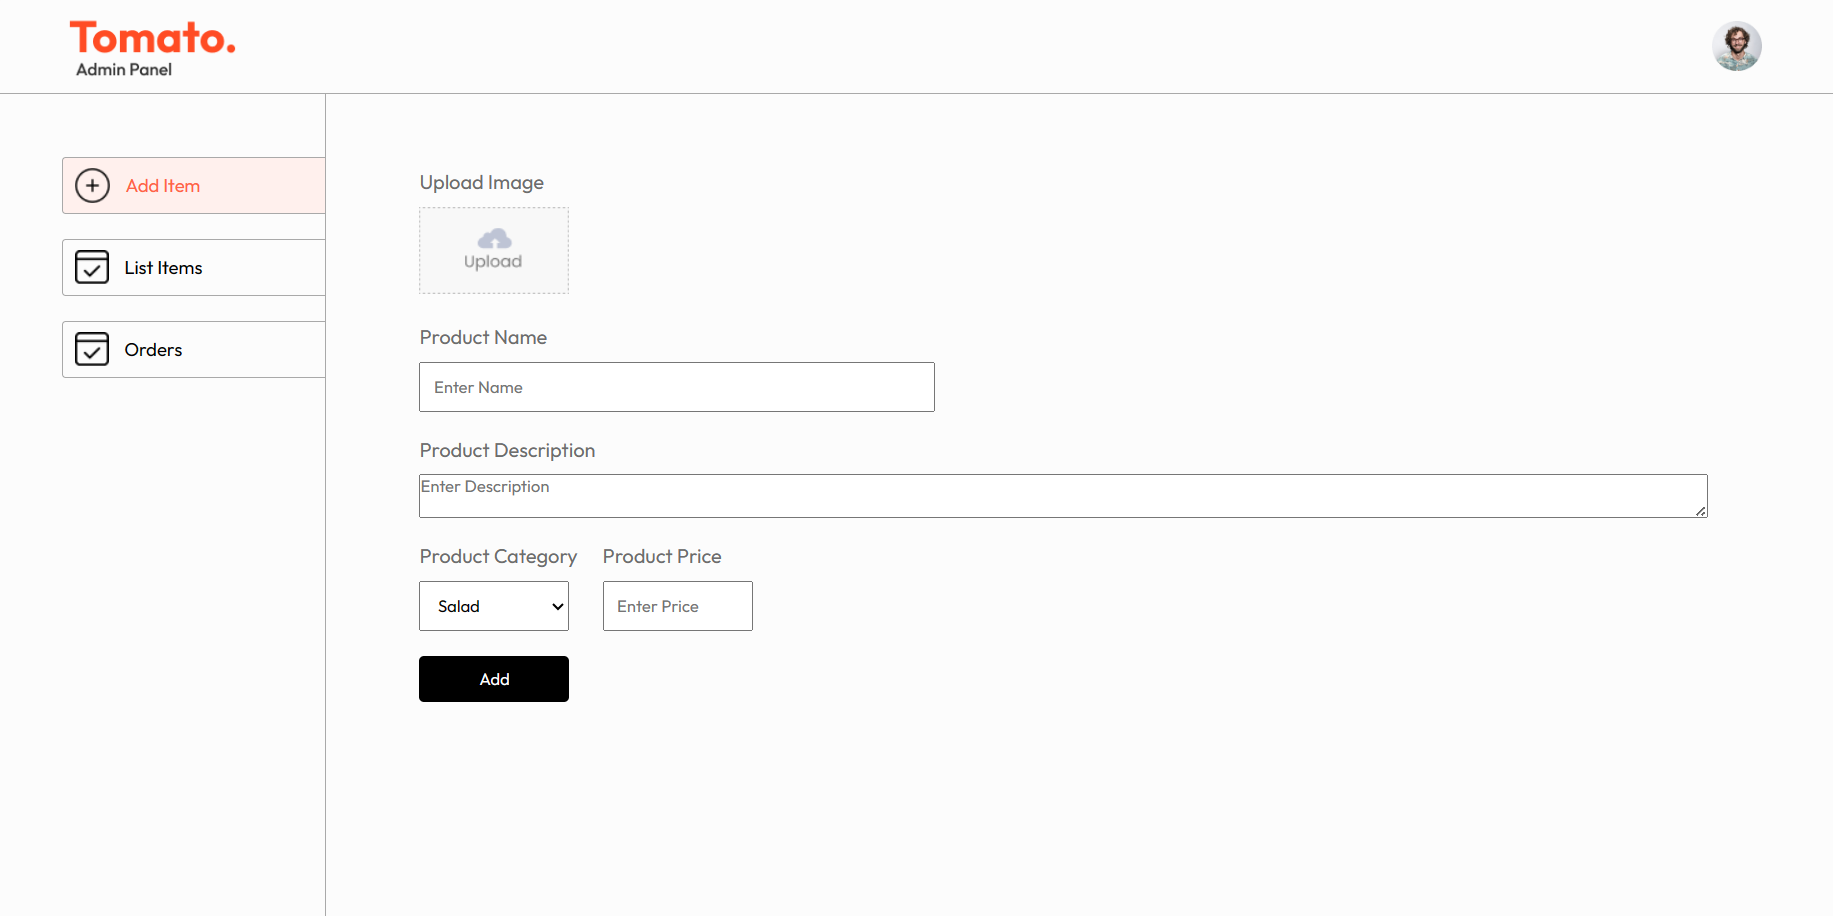 Tomato.
Admin Panel
Add Item
List Items
Orders
Upload Image
Upload
Product Name
Enter Name
Product Description
Enter Description
Product Category Product Price
Salad Enter Price
Add